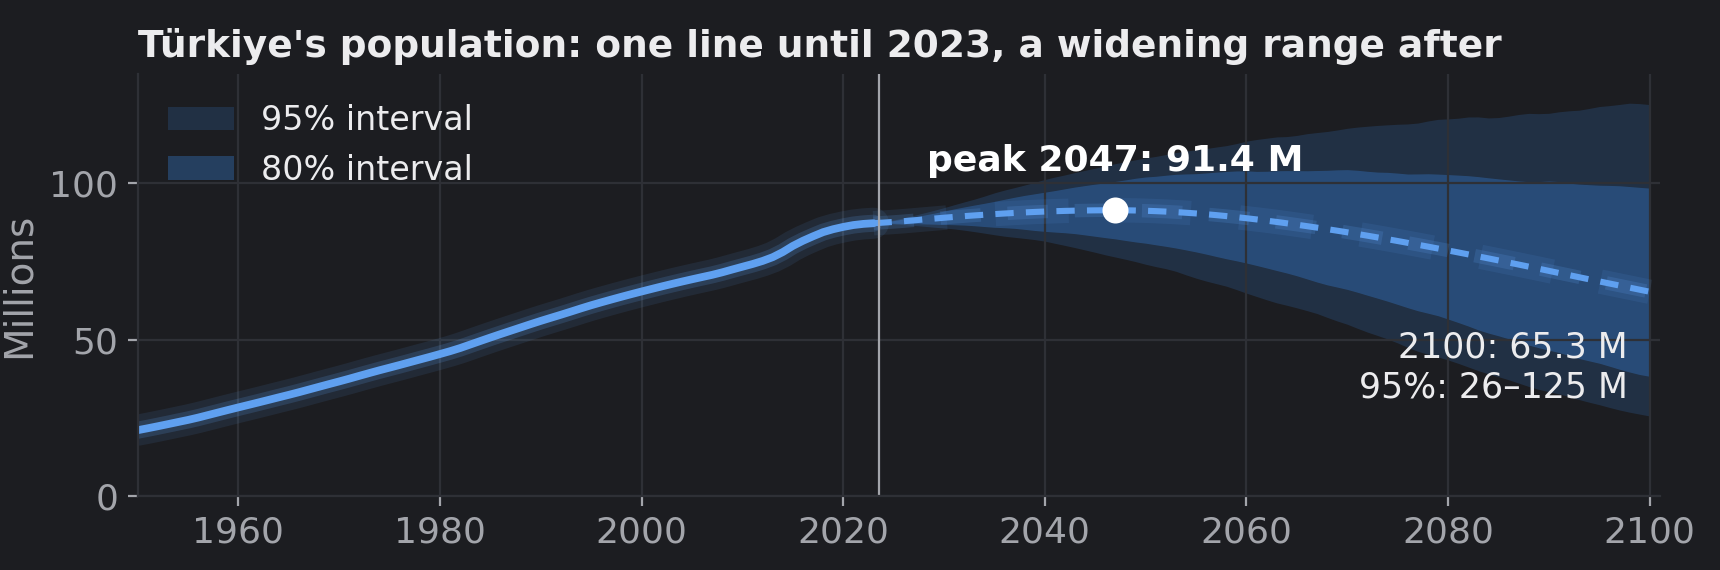 Türkiye's population: one line until 2023, a widening range after
95% interval
80% interval
peak 2047: 91.4 M
2100: 65.3 M
95%: 26–125 M
Millions
100
50
0
1960 1980 2000 2020 2040 2060 2080 2100